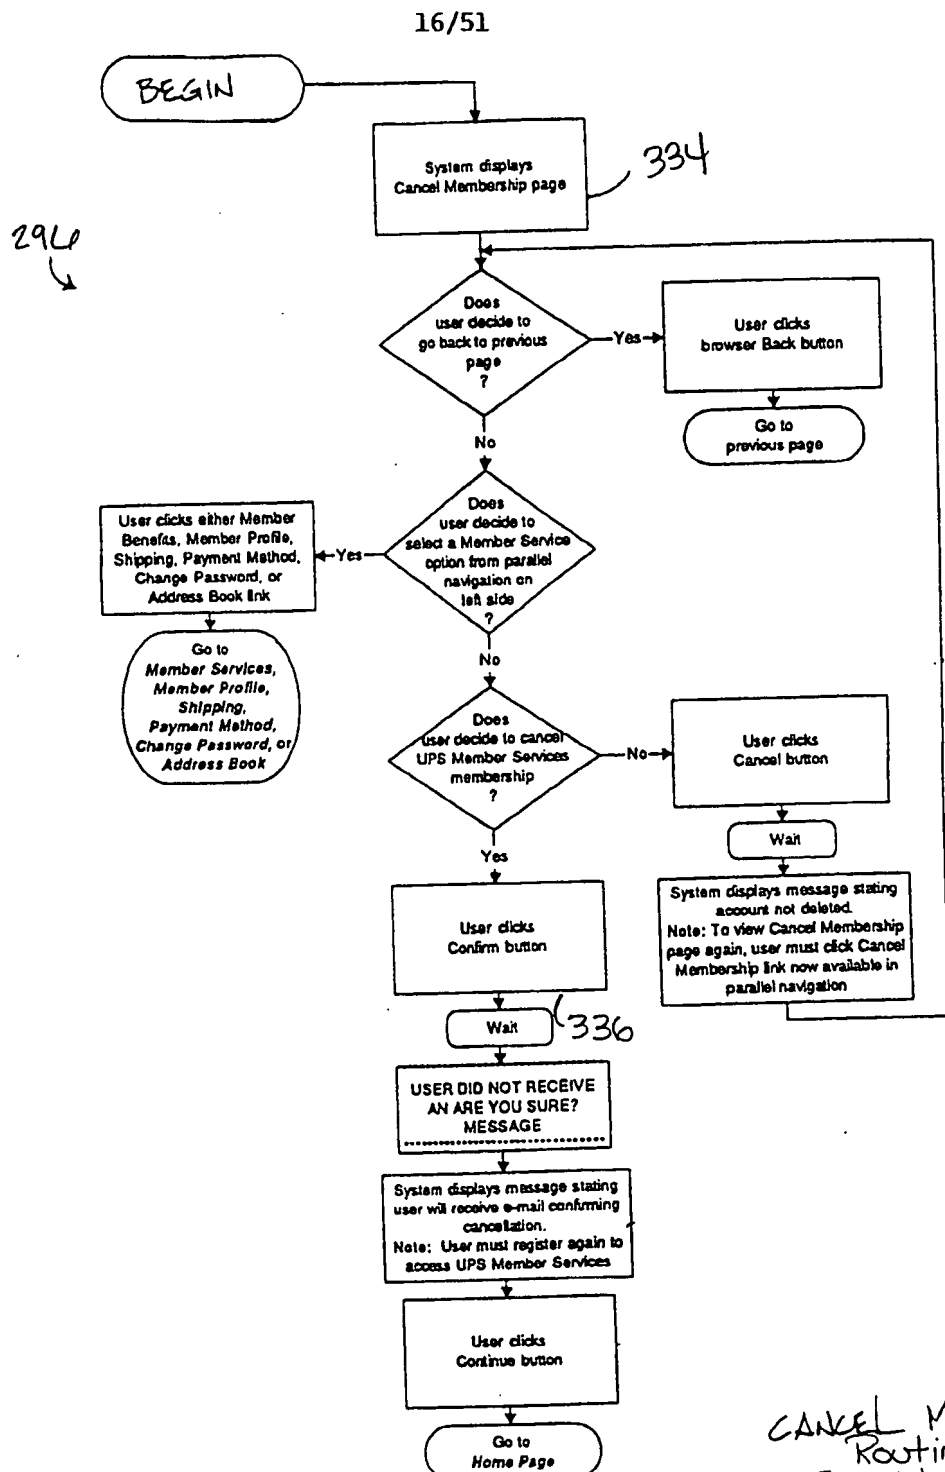 16/51
BEGIN
System displays
Cancel Membership page
334
296
Does
user decide to
go back to previous
page
?
Yes
User clicks
browser Back button
Go to
previous page
No
Does
user decide to
select a Member Service
option from parallel
navigation on
left side
?
Yes
User clicks either Member
Benefits, Member Profile,
Shipping, Payment Method,
Change Password, or
Address Book link
Go to
Member Services,
Member Profile,
Shipping,
Payment Method,
Change Password, or
Address Book
No
Does
user decide to cancel
UPS Member Services
membership
?
No
User clicks
Cancel button
Wait
System displays message stating
account not deleted.
Note: To view Cancel Membership
page again, user must click Cancel
Membership link now available in
parallel navigation
Yes
User clicks
Confirm button
Wait
336
USER DID NOT RECEIVE
AN ARE YOU SURE?
MESSAGE
System displays message stating
user will receive e-mail confirming
cancellation.
Note: User must register again to
access UPS Member Services
User clicks
Continue button
Go to
Home Page
CANCEL M
Routin